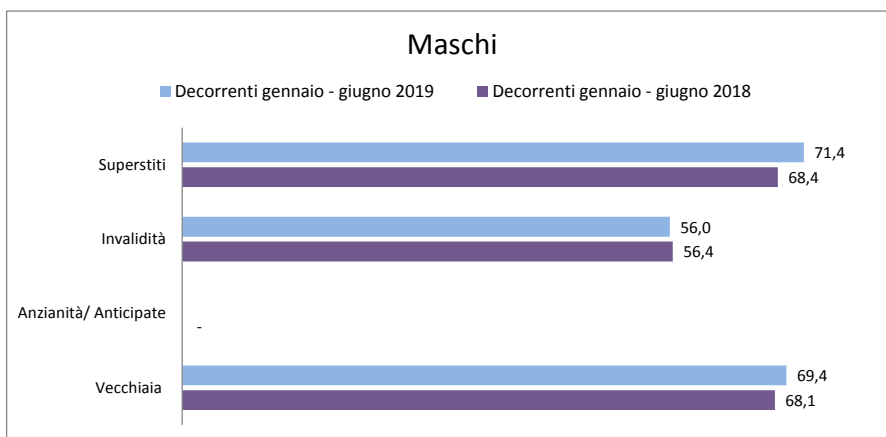 Maschi
Decorrenti gennaio - giugno 2019 Decorrenti gennaio - giugno 2018
Superstiti
71,4
68,4
Invalidità
56,0
56,4
Anzianità/ Anticipate
-
Vecchiaia
69,4
68,1